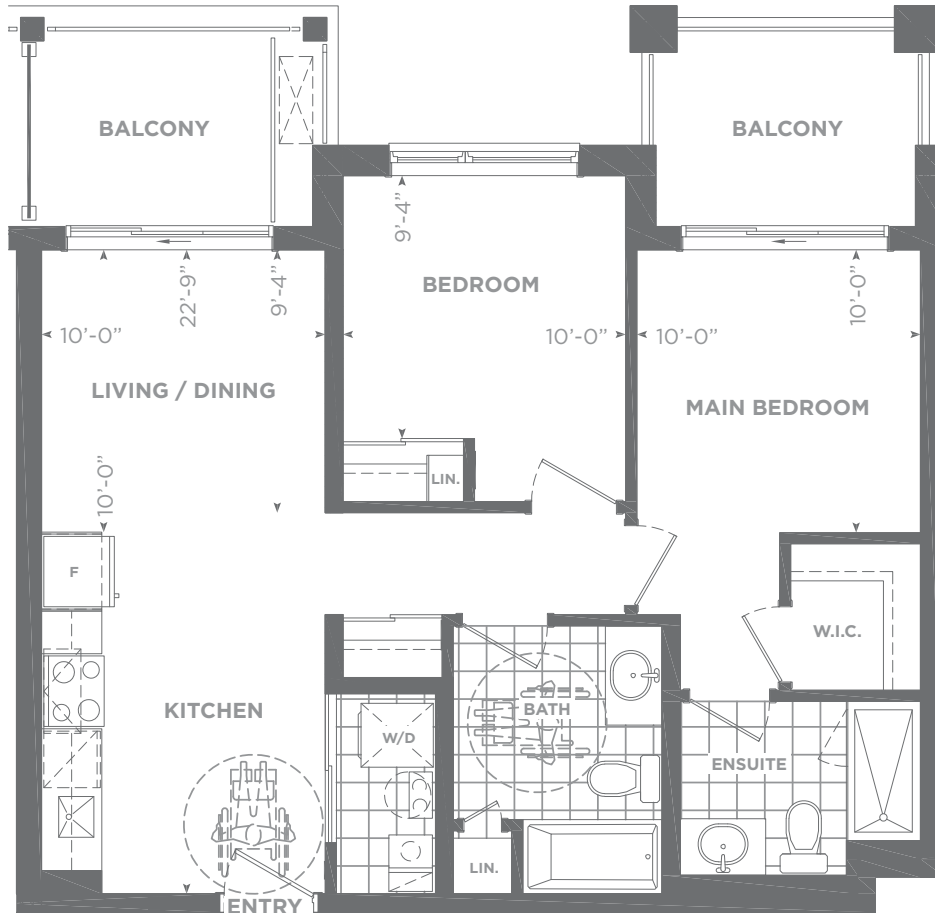 BALCONY
BALCONY
9'-4"
22'-9"
9'-4"
BEDROOM
10'-0"
10'-0"
10'-0"
10'-0"
LIVING / DINING
MAIN BEDROOM
10'-0"
LIN.
F
W.I.C.
KITCHEN
W/D
BATH
ENSUITE
LIN.
ENTRY